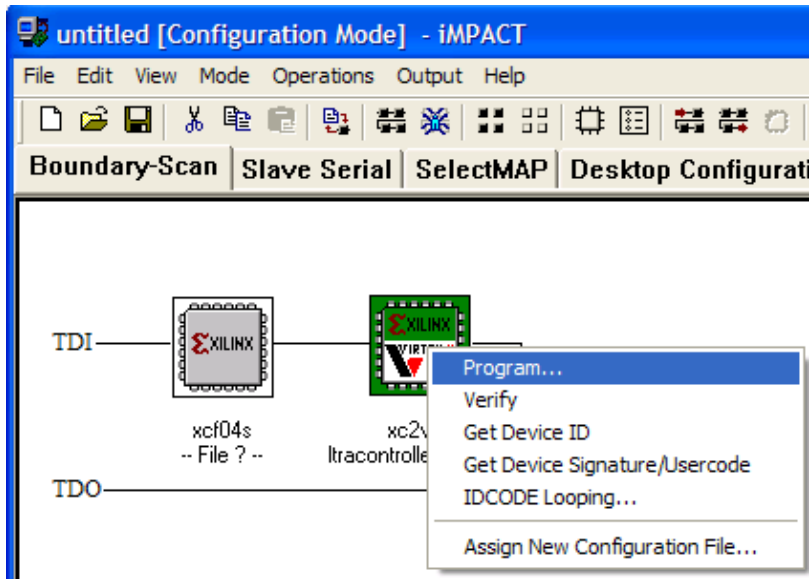 untitled [Configuration Mode] - iMPACT
File Edit View Mode Operations Output Help
Boundary-Scan Slave Serial SelectMAP Desktop Configurati
TDI
XILINX
XILINX
xcf04s
-- File ? --
TDO
Program...
Verify
Get Device ID
Get Device Signature/Usercode
IDCODE Looping...
Assign New Configuration File...